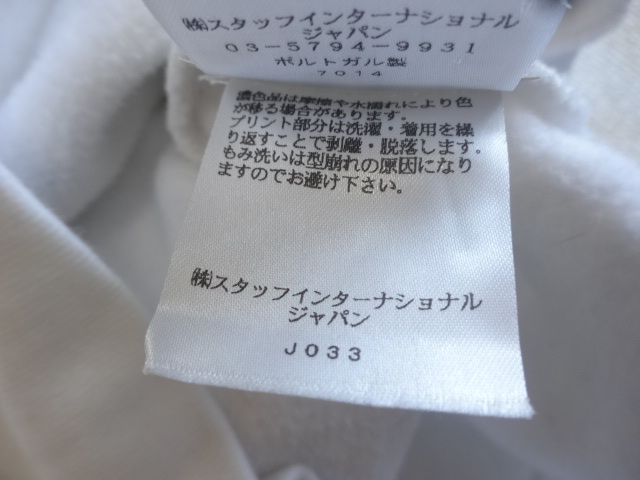 ㈱スタッフインターナショナル
ジャパン
03-5794-9931
ポルトガル製
7014
濃色品は摩擦や水濡れにより色
が移る場合があります。
プリント部分は洗濯・着用を繰
り返すことで剥離・脱落します。
もみ洗いは型崩れの原因になり
ますのでお避け下さい。
㈱スタッフインターナショナル
ジャパン
J033